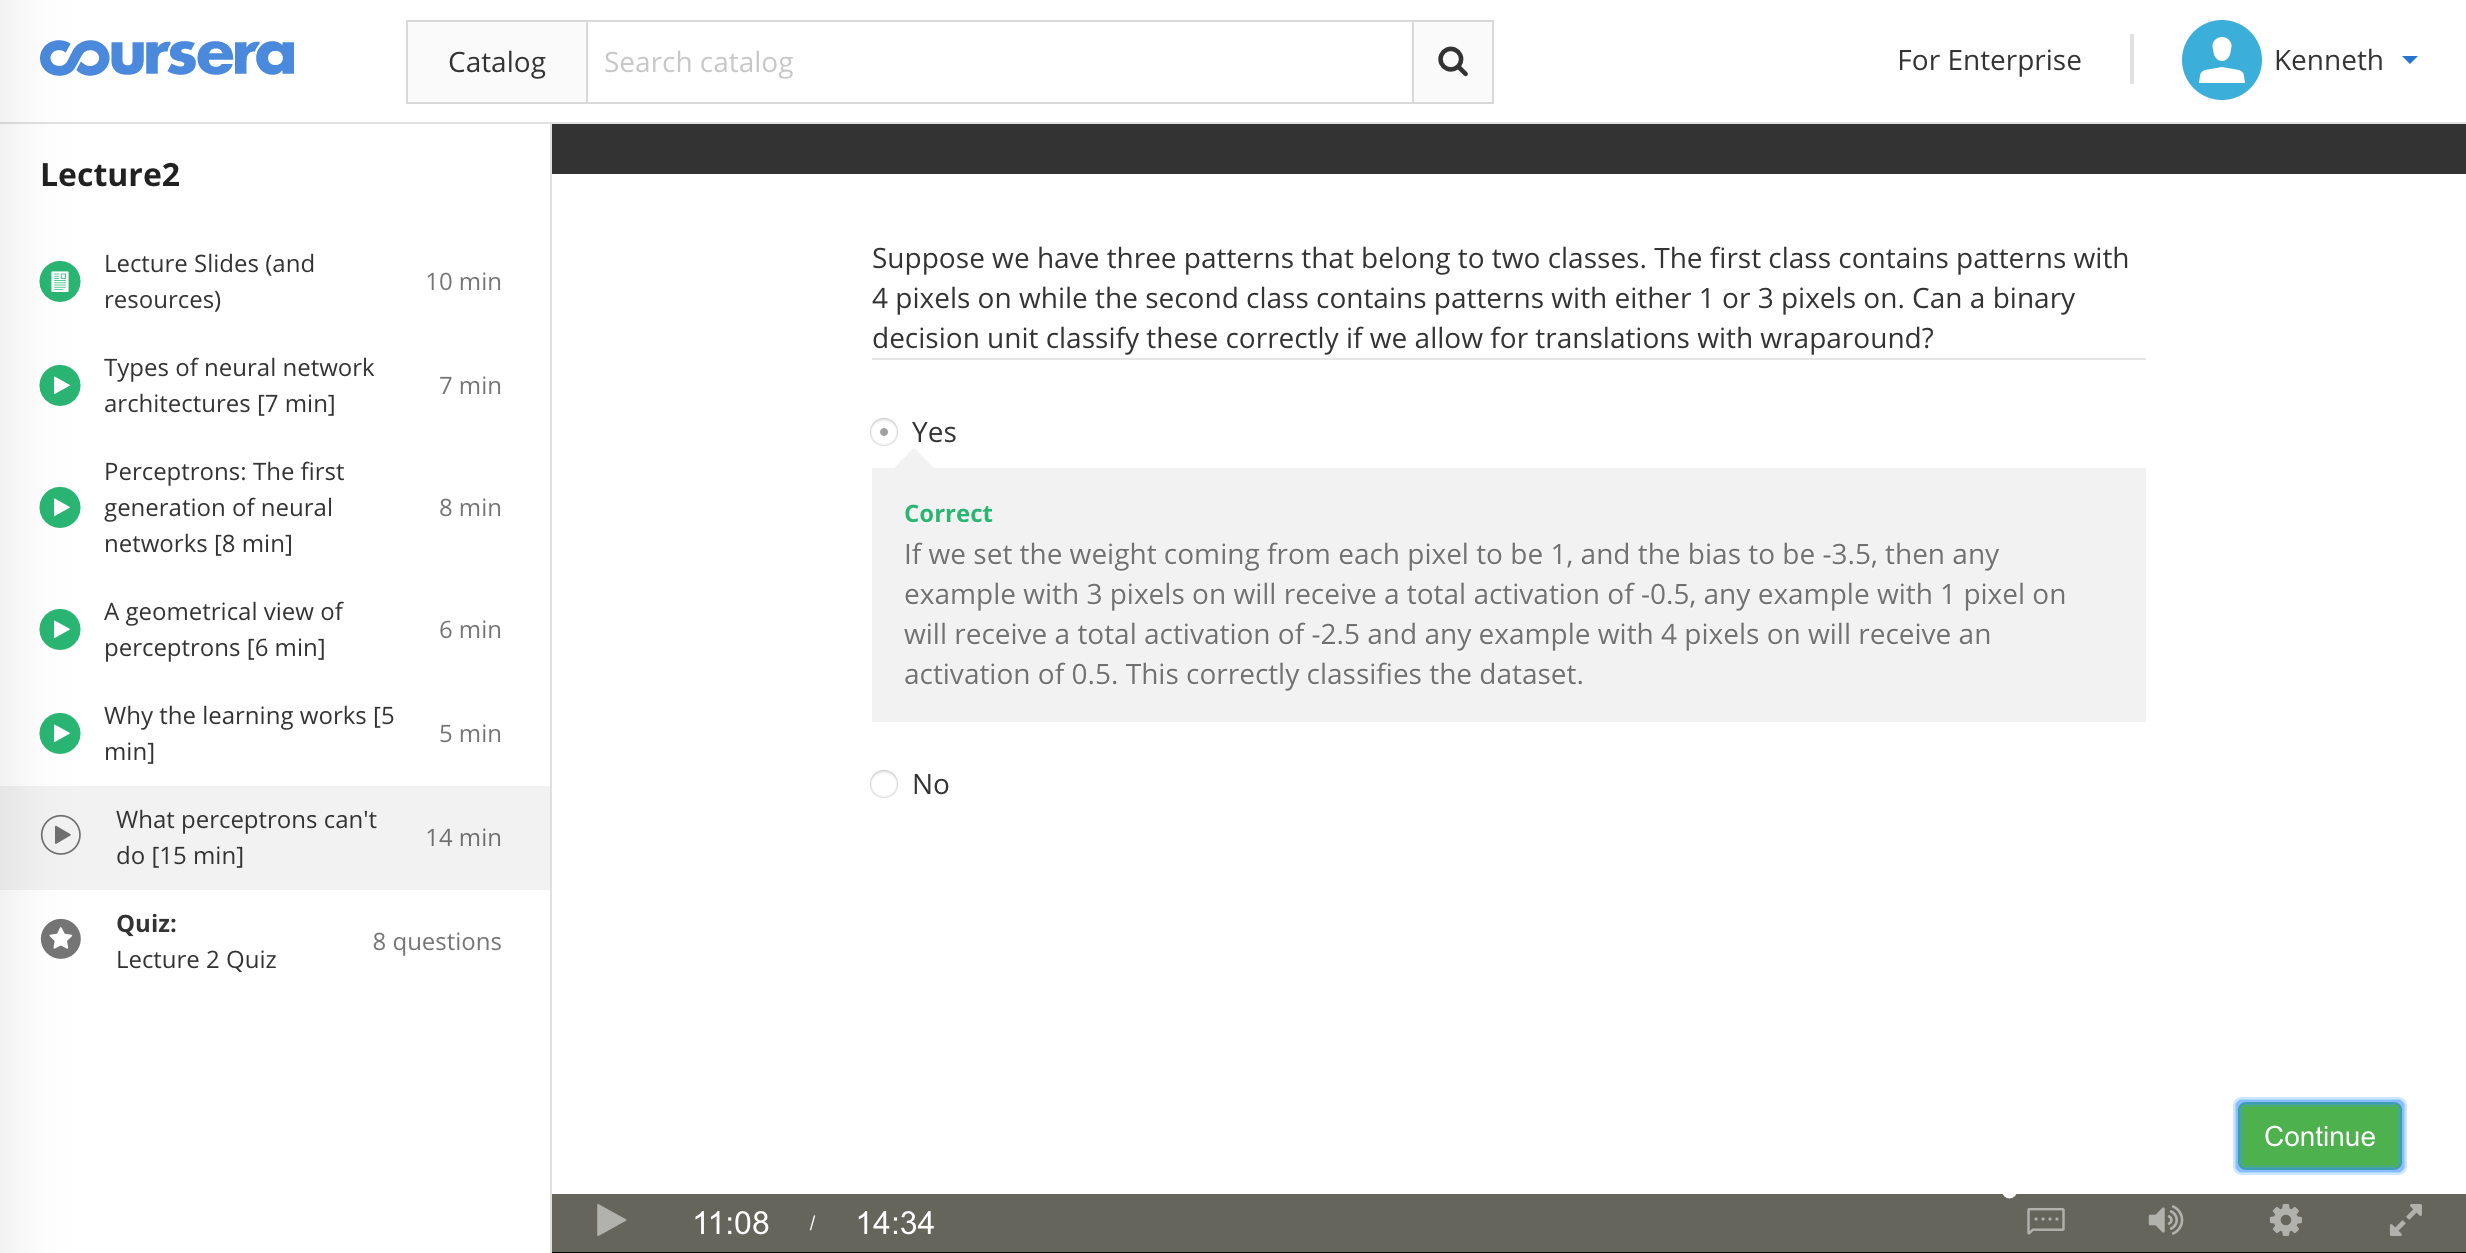 coursera
Catalog
Search catalog
For Enterprise
Kenneth
Lecture2
Lecture Slides (and
resources)
10 min
Types of neural network
architectures [7 min]
7 min
Perceptrons: The first
generation of neural
networks [8 min]
8 min
A geometrical view of
perceptrons [6 min]
6 min
Why the learning works [5
min]
5 min
What perceptrons can't
do [15 min]
14 min
Quiz:
Lecture 2 Quiz
8 questions
Suppose we have three patterns that belong to two classes. The first class contains patterns with
4 pixels on while the second class contains patterns with either 1 or 3 pixels on. Can a binary
decision unit classify these correctly if we allow for translations with wraparound?
Yes
Correct
If we set the weight coming from each pixel to be 1, and the bias to be -3.5, then any
example with 3 pixels on will receive a total activation of -0.5, any example with 1 pixel on
will receive a total activation of -2.5 and any example with 4 pixels on will receive an
activation of 0.5. This correctly classifies the dataset.
No
Continue
11:08 / 14:34